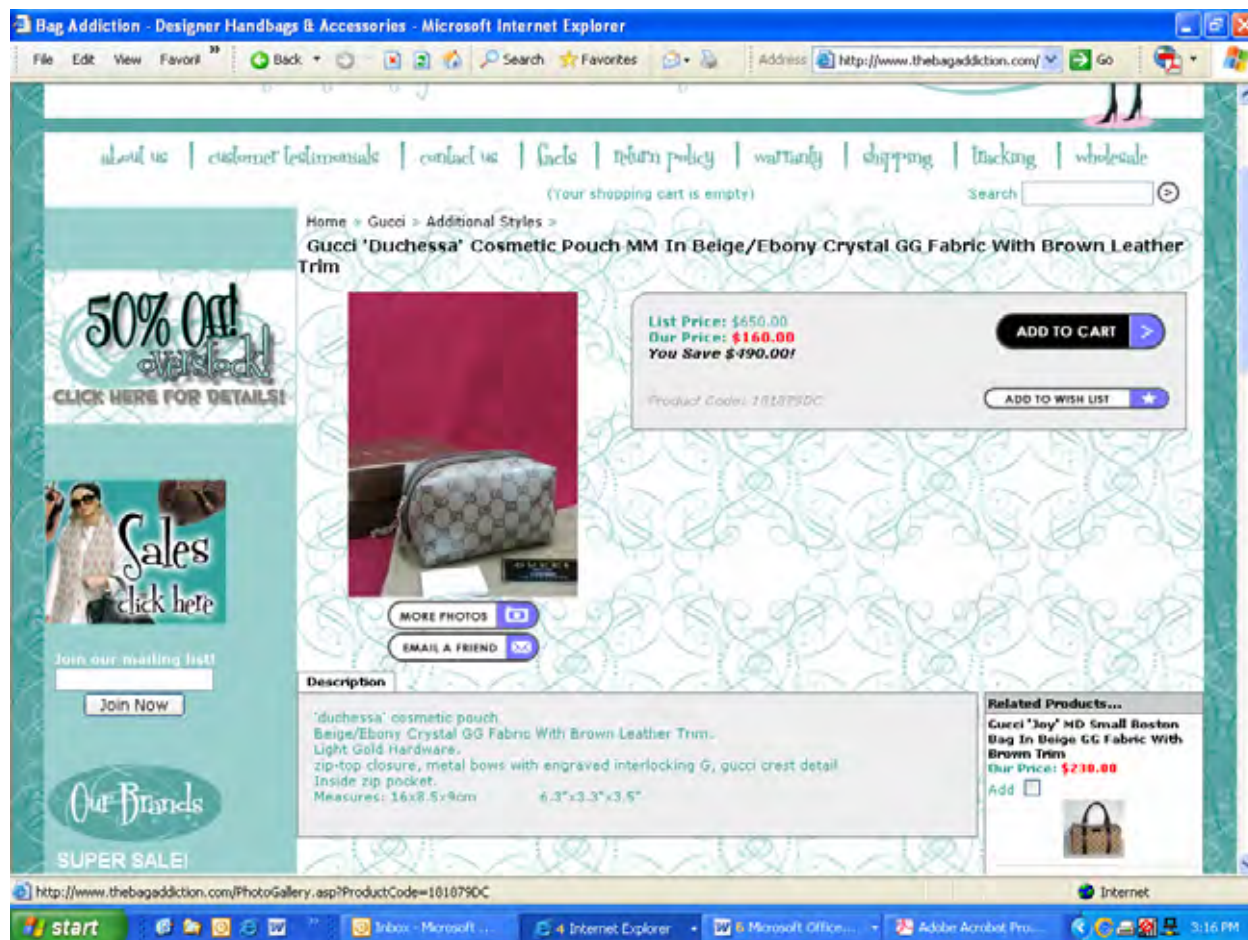 Bag Addiction - Designer Handbags & Accessories - Microsoft Internet Explorer
File Edit View Favorit » Back Search Favorites Address http://www.thebagaddiction.com/ Go
about us | customer testimonials | contact us | facts | return policy | warranty | shipping | tracking | wholesale
(Your shopping cart is empty) Search
Home > Gucci > Additional Styles >
Gucci 'Duchessa' Cosmetic Pouch MM In Beige/Ebony Crystal GG Fabric With Brown Leather
Trim
50% Off!
overstock!
CLICK HERE FOR DETAILS!
List Price: $650.00
Our Price: $160.00
You Save $490.00!
ADD TO CART
Product Code: 181879DC
ADD TO WISH LIST
Sales
click here
GUCCI
MORE PHOTOS
EMAIL A FRIEND
Join our mailing list!
Join Now
Description
'duchessa' cosmetic pouch
Beige/Ebony Crystal GG Fabric With Brown Leather Trim.
Light Gold Hardware.
zip-top closure, metal bows with engraved interlocking G, gucci crest detail
Inside zip pocket.
Measures: 16x8.5x9cm 6.3"x3.3"x3.5"
Related Products...
Gucci 'Joy' MD Small Boston
Bag In Beige GG Fabric With
Brown Trim
Our Price: $230.00
Add
Our Brands
SUPER SALE!
http://www.thebagaddiction.com/PhotoGallery.asp?ProductCode=181879DC Internet
start » Inbox - Microsoft ... 4 Internet Explorer 6 Microsoft Office... Adobe Acrobat Pro... 3:16 PM